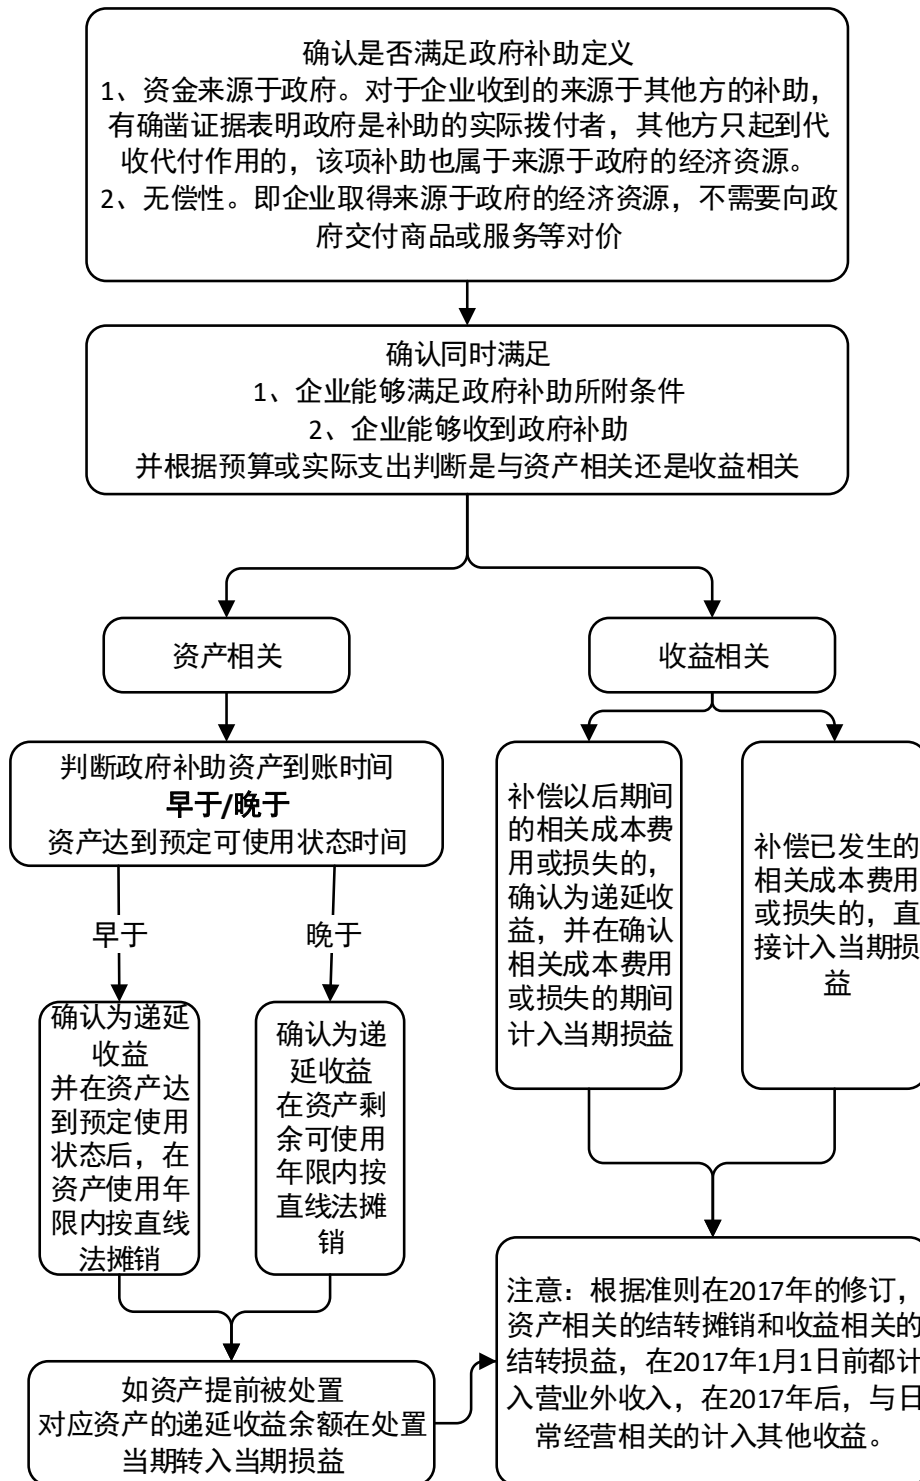 确认是否满足政府补助定义
1、资金来源于政府。对于企业收到的来源于其他方的补助，
有确凿证据表明政府是补助的实际拨付者，其他方只起到代
收代付作用的，该项补助也属于来源于政府的经济资源。
2、无偿性。即企业取得来源于政府的经济资源，不需要向政
府交付商品或服务等对价
确认同时满足
1、企业能够满足政府补助所附条件
2、企业能够收到政府补助
并根据预算或实际支出判断是与资产相关还是收益相关
资产相关
收益相关
判断政府补助资产到账时间
早于/晚于
资产达到预定可使用状态时间
早于
晚于
确认为递延
收益
并在资产达
到预定使用
状态后，在
资产使用年
限内按直线
法摊销
确认为递
延收益
在资产剩
余可使用
年限内按
直线法摊
销
补偿以后期间
的相关成本费
用或损失的，
确认为递延收
益，并在确认
相关成本费用
或损失的期间
计入当期损益
补偿已发生的
相关成本费用
或损失的，直
接计入当期损
益
如资产提前被处置
对应资产的递延收益余额在处置
当期转入当期损益
注意：根据准则在2017年的修订，
资产相关的结转摊销和收益相关的
结转损益，在2017年1月1日前都计
入营业外收入，在2017年后，与日
常经营相关的计入其他收益。